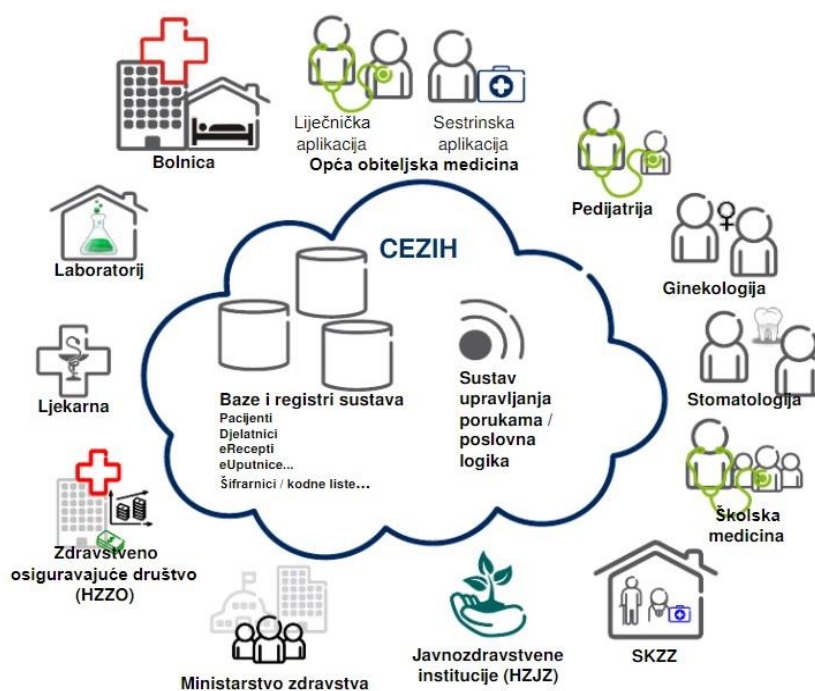 Bolnica
Liječnička
aplikacija
Sestrinska
aplikacija
Opća obiteljska medicina
Pedijatrija
Ginekologija
Stomatologija
Školska
medicina
SKZZ
Javnozdravstvene
institucije (HZJZ)
Ministarstvo zdravstva
Zdravstveno
osiguravajuće društvo
(HZZO)
Ljekarna
Laboratorij
CEZIH
Baze i registri sustava
Pacijenti
Djelatnici
eRecepti
eUputnice...
Šifrarnici / kodne liste...
Sustav
upravljanja
porukama /
poslovna
logika